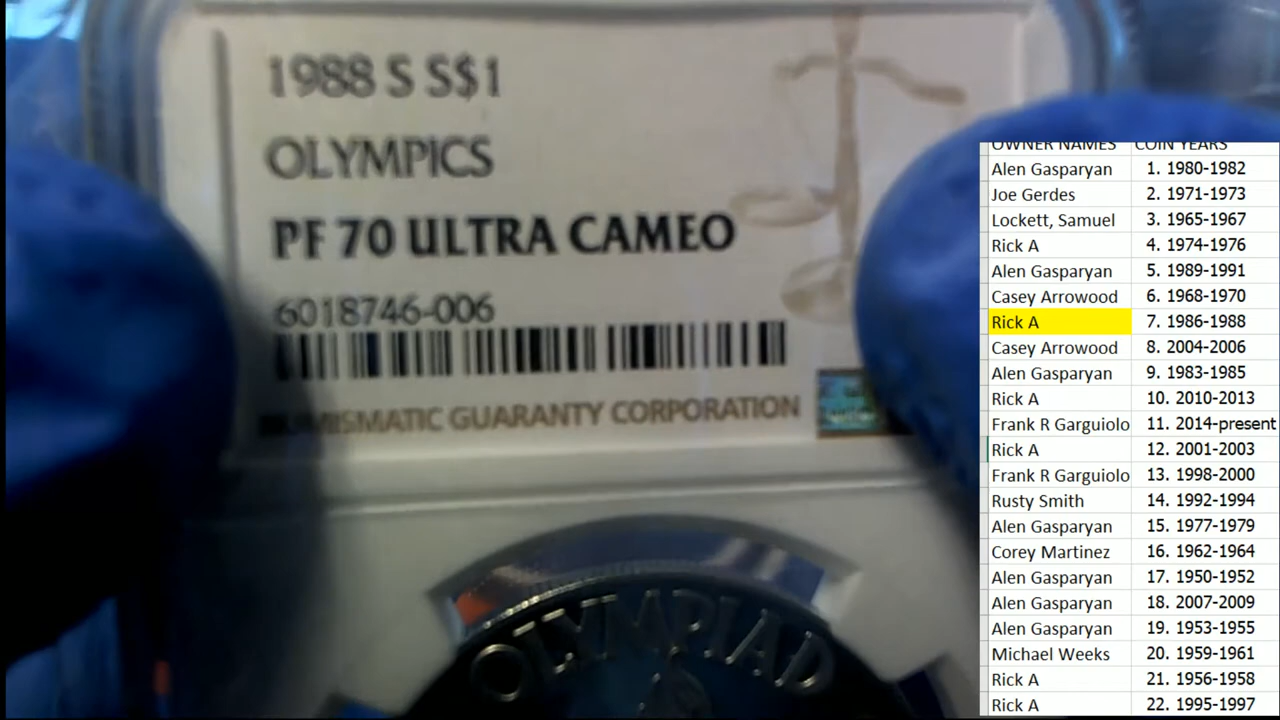 1988 S S$1
OLYMPICS
PF 70 ULTRA CAMEO
6018746-006
NUMISMATIC GUARANTY CORPORATION
OLYMPIAD
OWNER NAMES COIN YEARS
Alen Gasparyan 1. 1980-1982
Joe Gerdes 2. 1971-1973
Lockett, Samuel 3. 1965-1967
Rick A 4. 1974-1976
Alen Gasparyan 5. 1989-1991
Casey Arrowood 6. 1968-1970
Rick A 7. 1986-1988
Casey Arrowood 8. 2004-2006
Alen Gasparyan 9. 1983-1985
Rick A 10. 2010-2013
Frank R Garguiolo 11. 2014-present
Rick A 12. 2001-2003
Frank R Garguiolo 13. 1998-2000
Rusty Smith 14. 1992-1994
Alen Gasparyan 15. 1977-1979
Corey Martinez 16. 1962-1964
Alen Gasparyan 17. 1950-1952
Alen Gasparyan 18. 2007-2009
Alen Gasparyan 19. 1953-1955
Michael Weeks 20. 1959-1961
Rick A 21. 1956-1958
Rick A 22. 1995-1997